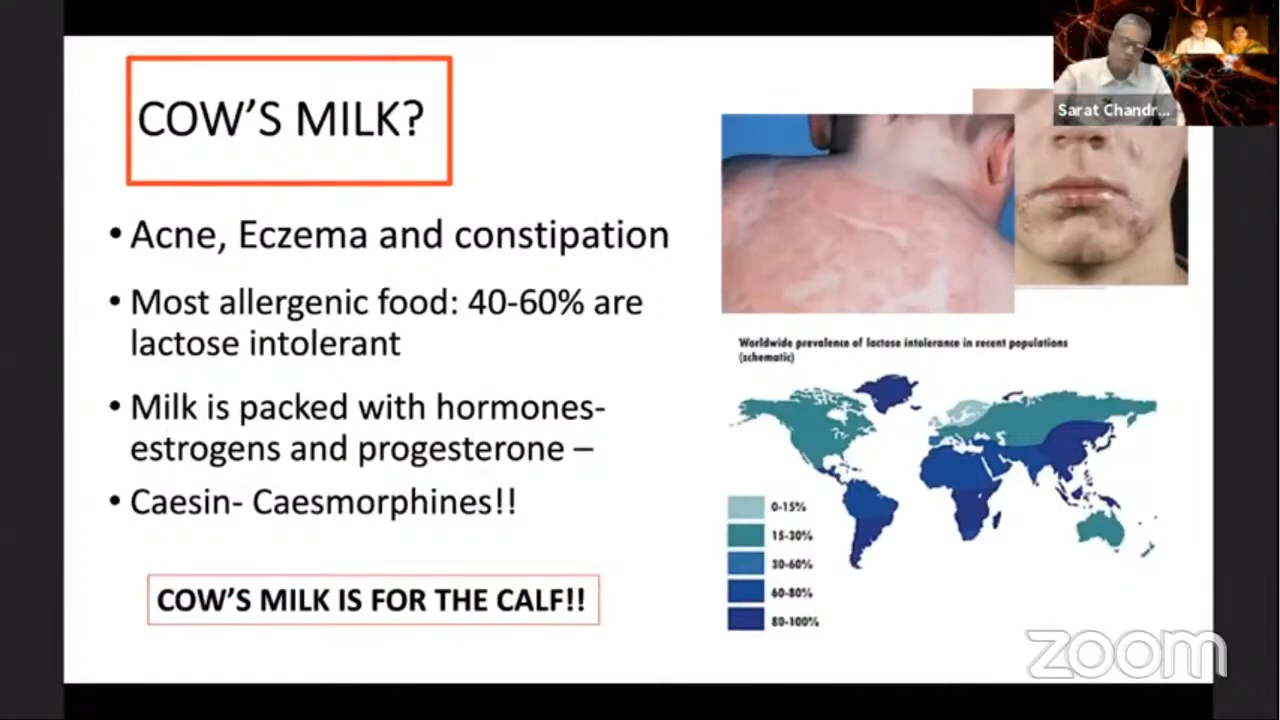 COW'S MILK?
Sarat Chandr...
• Acne, Eczema and constipation
• Most allergenic food: 40-60% are
lactose intolerant
• Milk is packed with hormones-
estrogens and progesterone –
• Caesin- Caesmorphines!!
COW'S MILK IS FOR THE CALF!!
Worldwide prevalence of lactose intolerance in recent populations
(schematic)
0-15%
15-30%
30-60%
60-80%
80-100%
zoom